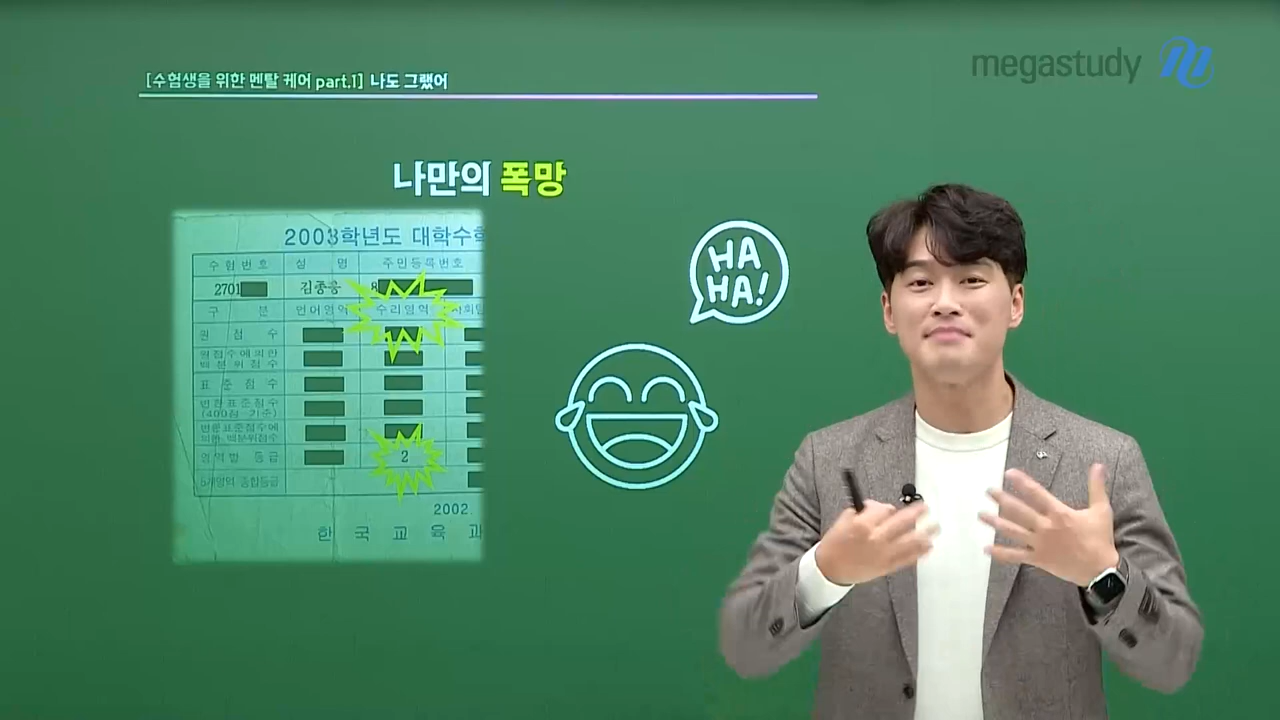 [수험생을 위한 멘탈 케어 part.1] 나도 그랬어
megastudy
나만의 폭망
2003학년도 대학수학
수험번호 성 명 주민등록번호
2701 김종웅 8
구 분 언어영역 수리영역
원 점 수
원점수에의한
백분위점수
표 준 점 수
변환표준점수
(400점 기준)
변환표준점수에
의한 백분위점수
영역별 등급 2
5개영역 종합등급
2002.
한 국 교 육 과
HA
HA!